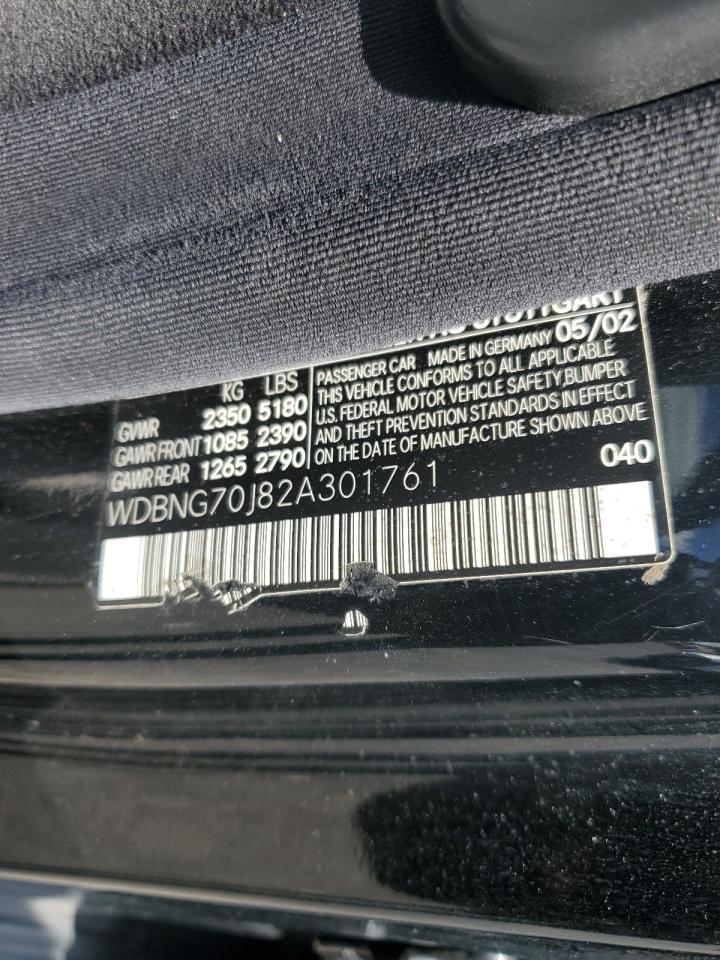 STUTTGART
05/02
PASSENGER CAR MADE IN GERMANY
THIS VEHICLE CONFORMS TO ALL APPLICABLE
U.S. FEDERAL MOTOR VEHICLE SAFETY,BUMPER
AND THEFT PREVENTION STANDARDS IN EFFECT
ON THE DATE OF MANUFACTURE SHOWN ABOVE
KG LBS
GVWR 2350 5180
GAWR FRONT 1085 2390
GAWR REAR 1265 2790
040
WDBNG70J82A301761